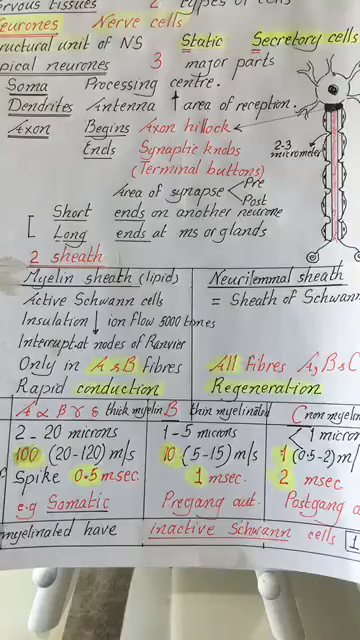 ervous tissues 2 types of cells
Neurones Nerve cells
ructural unit of NS Static Secretory cells
pical neurones 3 major parts
Soma Processing centre.
Dendrites Antenna ↑ area of reception.
Axon Begins Axon hillock
Ends Synaptic knobs
(Terminal buttons)
2-3
micrometer
Area of synapse < Pre
Post
[ Short ends on another neurone
Long ends at ms or glands
2 sheath
Myelin sheath (lipid)
Active Schwann cells
Insulation ↓ ion flow 5000 times
Interrupt at nodes of Ranvier
Only in A & B fibres
Rapid conduction
Neurilemmal sheath
= Sheath of Schwann
All fibres A, B & C
Regeneration
A α β γ δ thick myelin
2-20 microns
100 (20-120) m/s
Spike 0.5 msec
e.g Somatic
B thin myelinated
1-5 microns
10 (5-15) m/s
1 msec.
Pregang aut.
C non myelin
< 1 micron
1 (0.5-2) m/
2 msec
Postgang a
myelinated have inactive Schwann cells